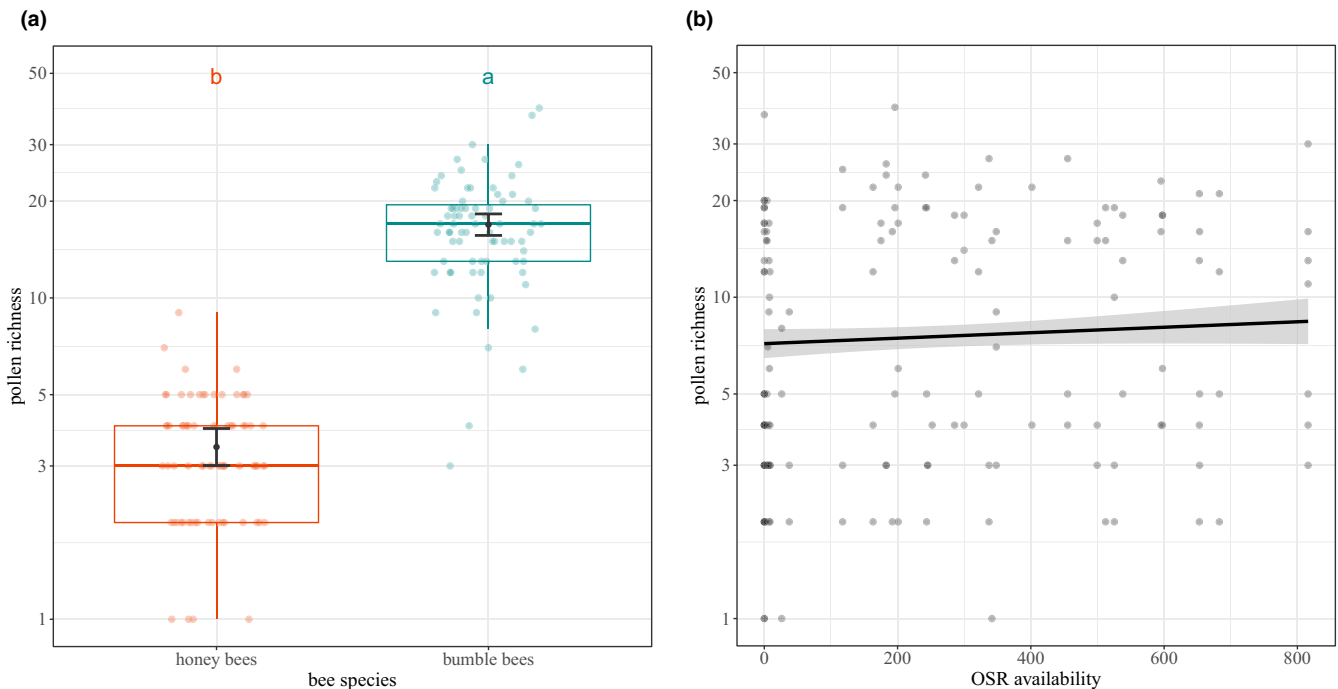 (a)
(b)
pollen richness
50
30
20
10
5
3
1
b
a
honey bees
bumble bees
bee species
pollen richness
50
30
20
10
5
3
1
0
200
400
600
800
OSR availability